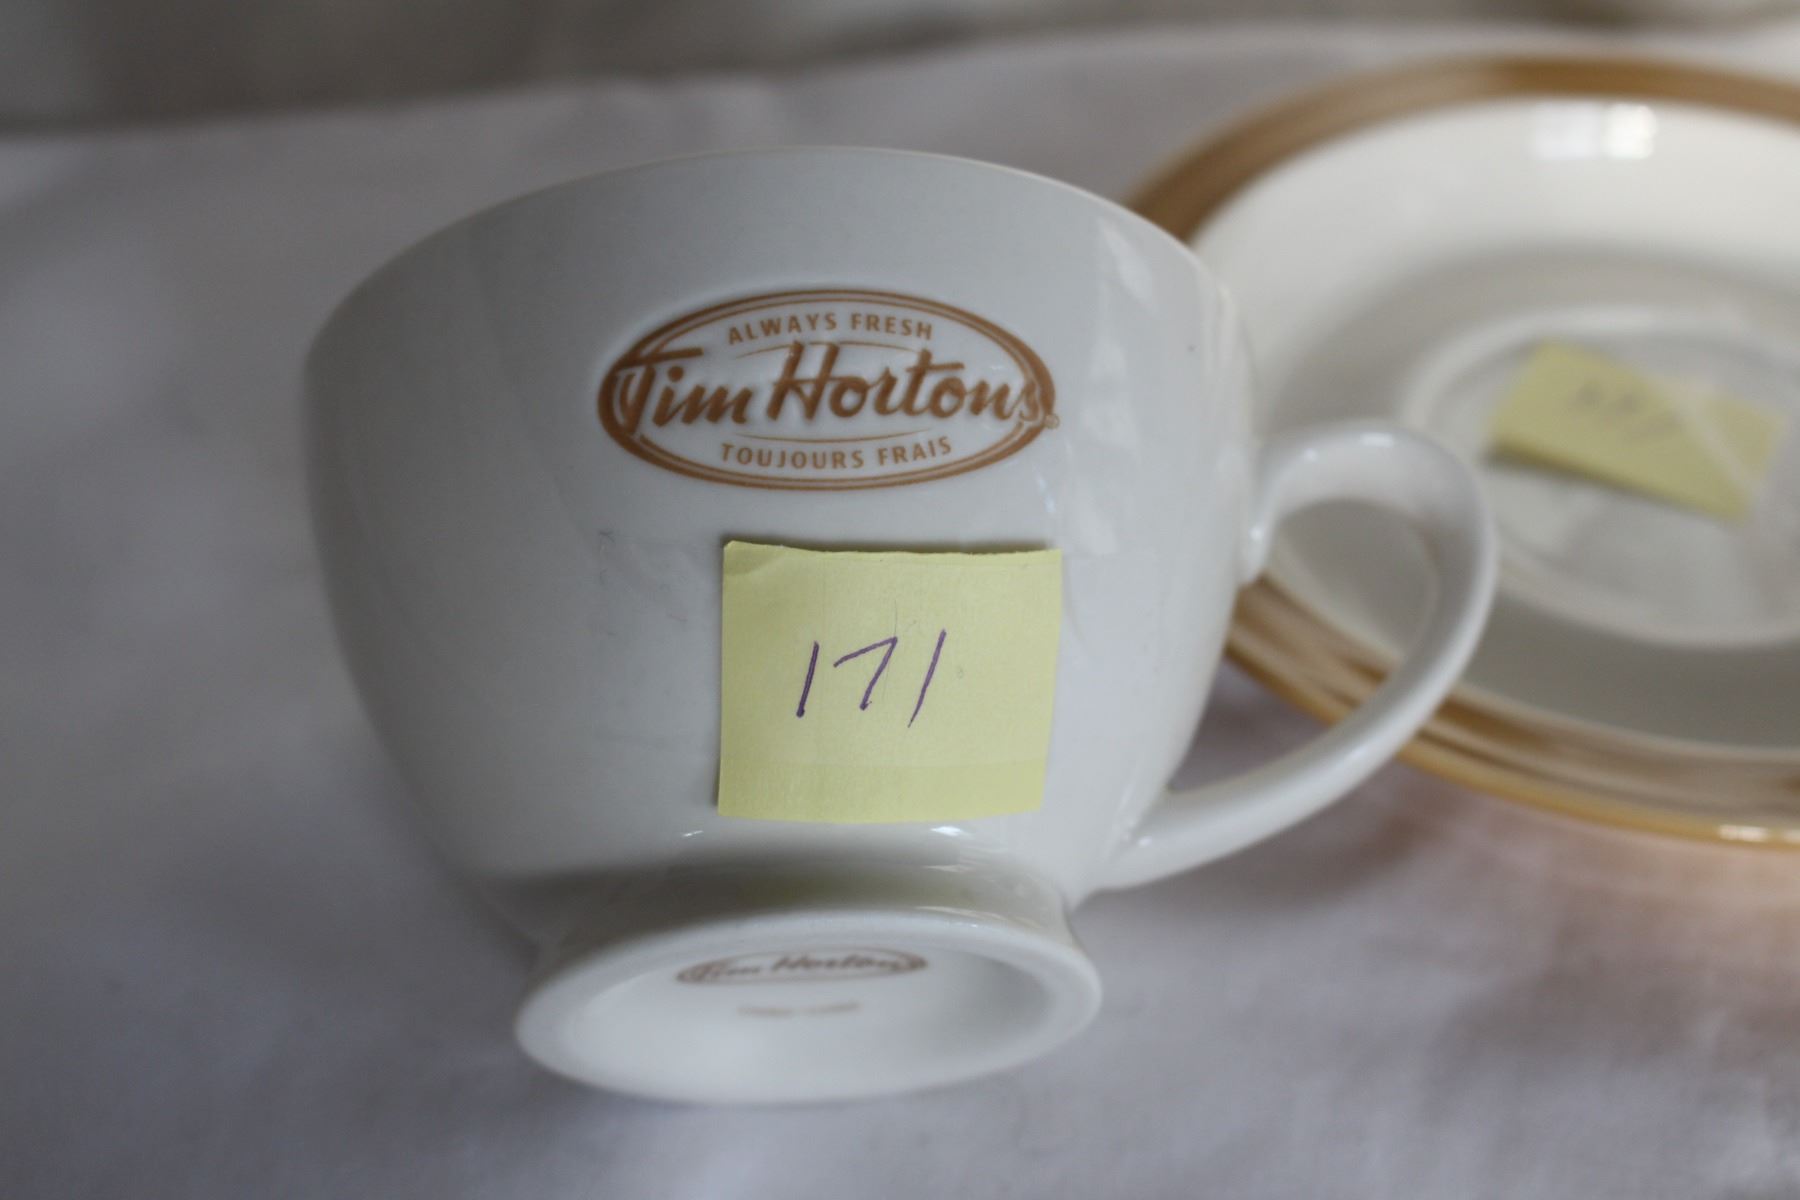 ALWAYS FRESH
Tim Hortons®
TOUJOURS FRAIS
171
Tim Hortons